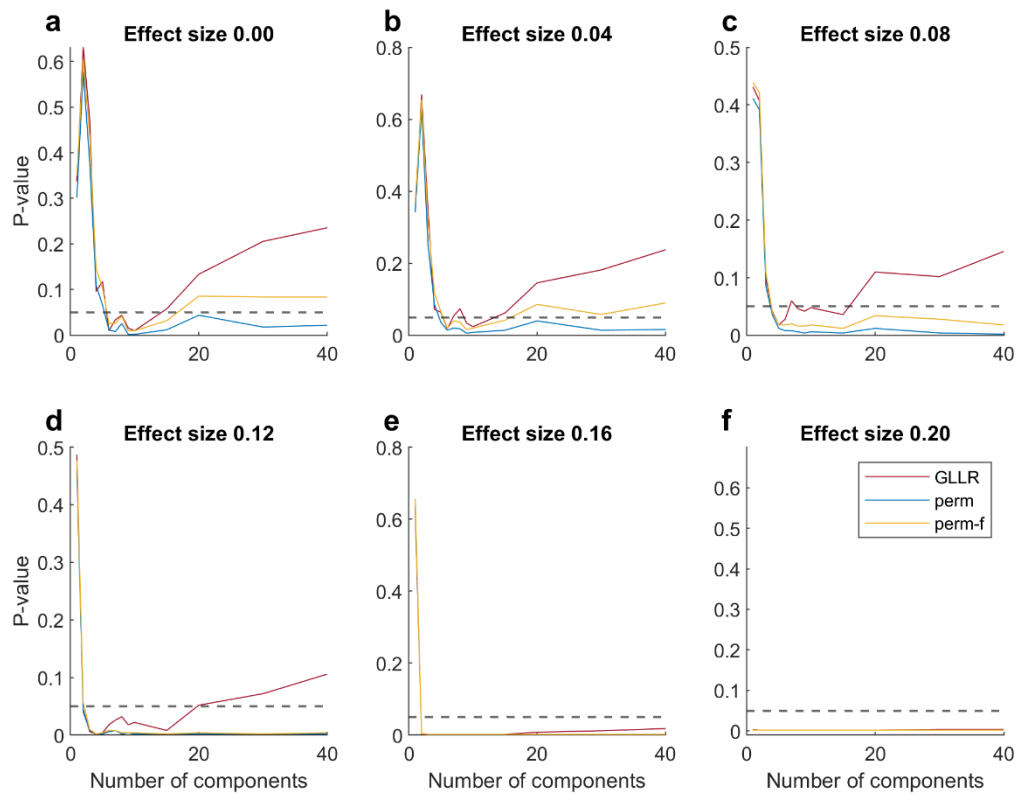 a
Effect size 0.00
P-value
0.6
0.5
0.4
0.3
0.2
0.1
0
0 20 40
b
Effect size 0.04
0.8
0.6
0.4
0.2
0
0 20 40
c
Effect size 0.08
0.5
0.4
0.3
0.2
0.1
0
0 20 40
d
Effect size 0.12
P-value
0.5
0.4
0.3
0.2
0.1
0
0 20 40
Number of components
e
Effect size 0.16
0.8
0.6
0.4
0.2
0
0 20 40
Number of components
f
Effect size 0.20
0.6
0.5
0.4
0.3
0.2
0.1
0
GLLR
perm
perm-f
0 20 40
Number of components